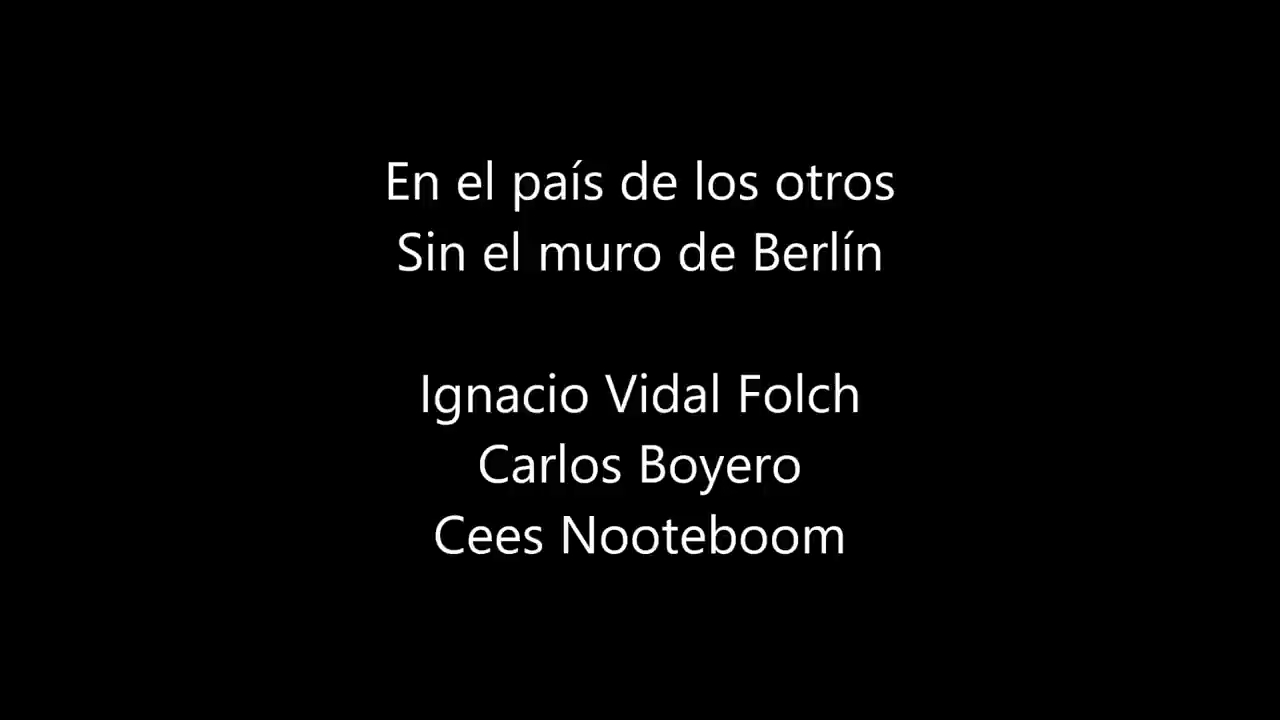 En el país de los otros
Sin el muro de Berlín
Ignacio Vidal Folch
Carlos Boyero
Cees Nooteboom